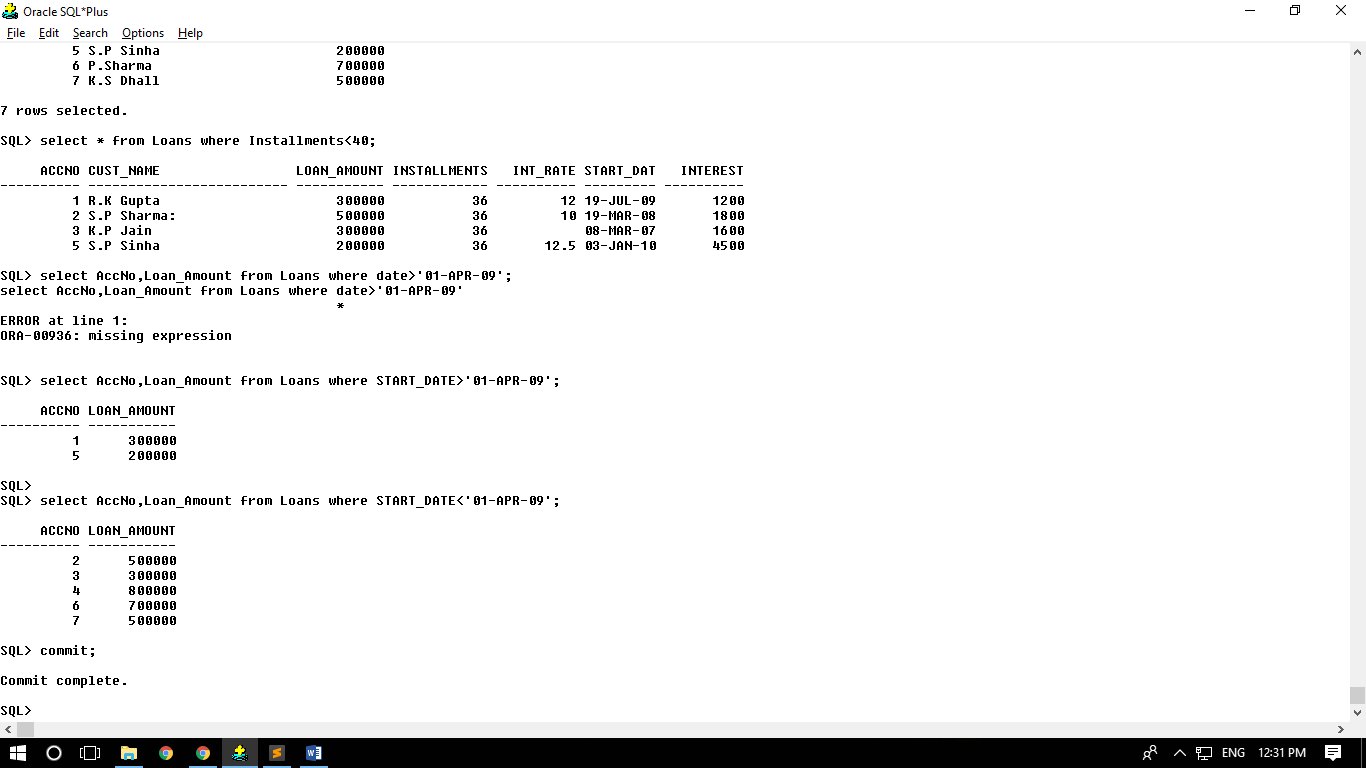 Oracle SQL*Plus
File Edit Search Options Help
5 S.P Sinha 200000
6 P.Sharma 700000
7 K.S Dhall 500000
7 rows selected.
SQL> select * from Loans where Installments<40;
ACCNO CUST_NAME LOAN_AMOUNT INSTALLMENTS INT_RATE START_DAT INTEREST
---------- ------------------------- ----------- ------------ ---------- --------- ----------
1 R.K Gupta 300000 36 12 19-JUL-09 1200
2 S.P Sharma: 500000 36 10 19-MAR-08 1800
3 K.P Jain 300000 36 08-MAR-07 1600
5 S.P Sinha 200000 36 12.5 03-JAN-10 4500
SQL> select AccNo,Loan_Amount from Loans where date>'01-APR-09';
select AccNo,Loan_Amount from Loans where date>'01-APR-09'
*
ERROR at line 1:
ORA-00936: missing expression
SQL> select AccNo,Loan_Amount from Loans where START_DATE>'01-APR-09';
ACCNO LOAN_AMOUNT
---------- -----------
1 300000
5 200000
SQL>
SQL> select AccNo,Loan_Amount from Loans where START_DATE<'01-APR-09';
ACCNO LOAN_AMOUNT
---------- -----------
2 500000
3 300000
4 800000
6 700000
7 500000
SQL> commit;
Commit complete.
SQL>
ENG 12:31 PM